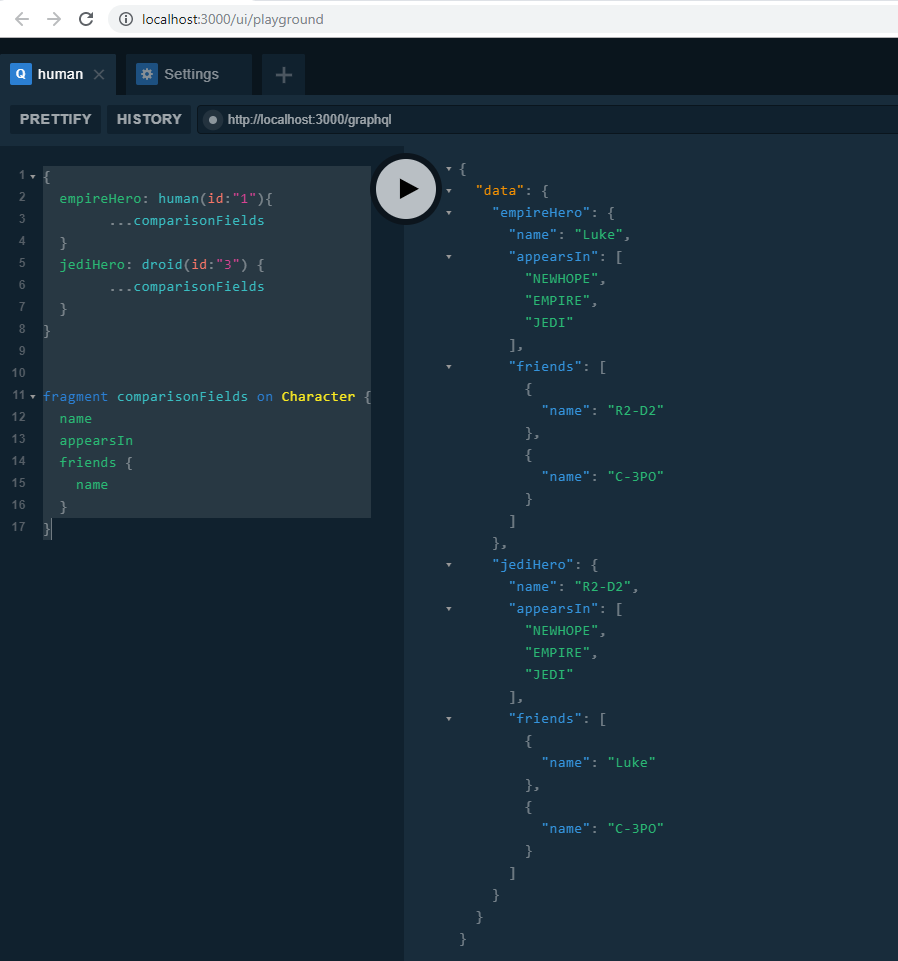 localhost:3000/ui/playground
Q human × Settings +
PRETTIFY HISTORY http://localhost:3000/graphql
1 {
2 empireHero: human(id:"1"){
3 ...comparisonFields
4 }
5 jediHero: droid(id:"3") {
6 ...comparisonFields
7 }
8 }
9
10
11 fragment comparisonFields on Character {
12 name
13 appearsIn
14 friends {
15 name
16 }
17 }
{
"data": {
"empireHero": {
"name": "Luke",
"appearsIn": [
"NEWHOPE",
"EMPIRE",
"JEDI"
],
"friends": [
{
"name": "R2-D2"
},
{
"name": "C-3PO"
}
]
},
"jediHero": {
"name": "R2-D2",
"appearsIn": [
"NEWHOPE",
"EMPIRE",
"JEDI"
],
"friends": [
{
"name": "Luke"
},
{
"name": "C-3PO"
}
]
}
}
}